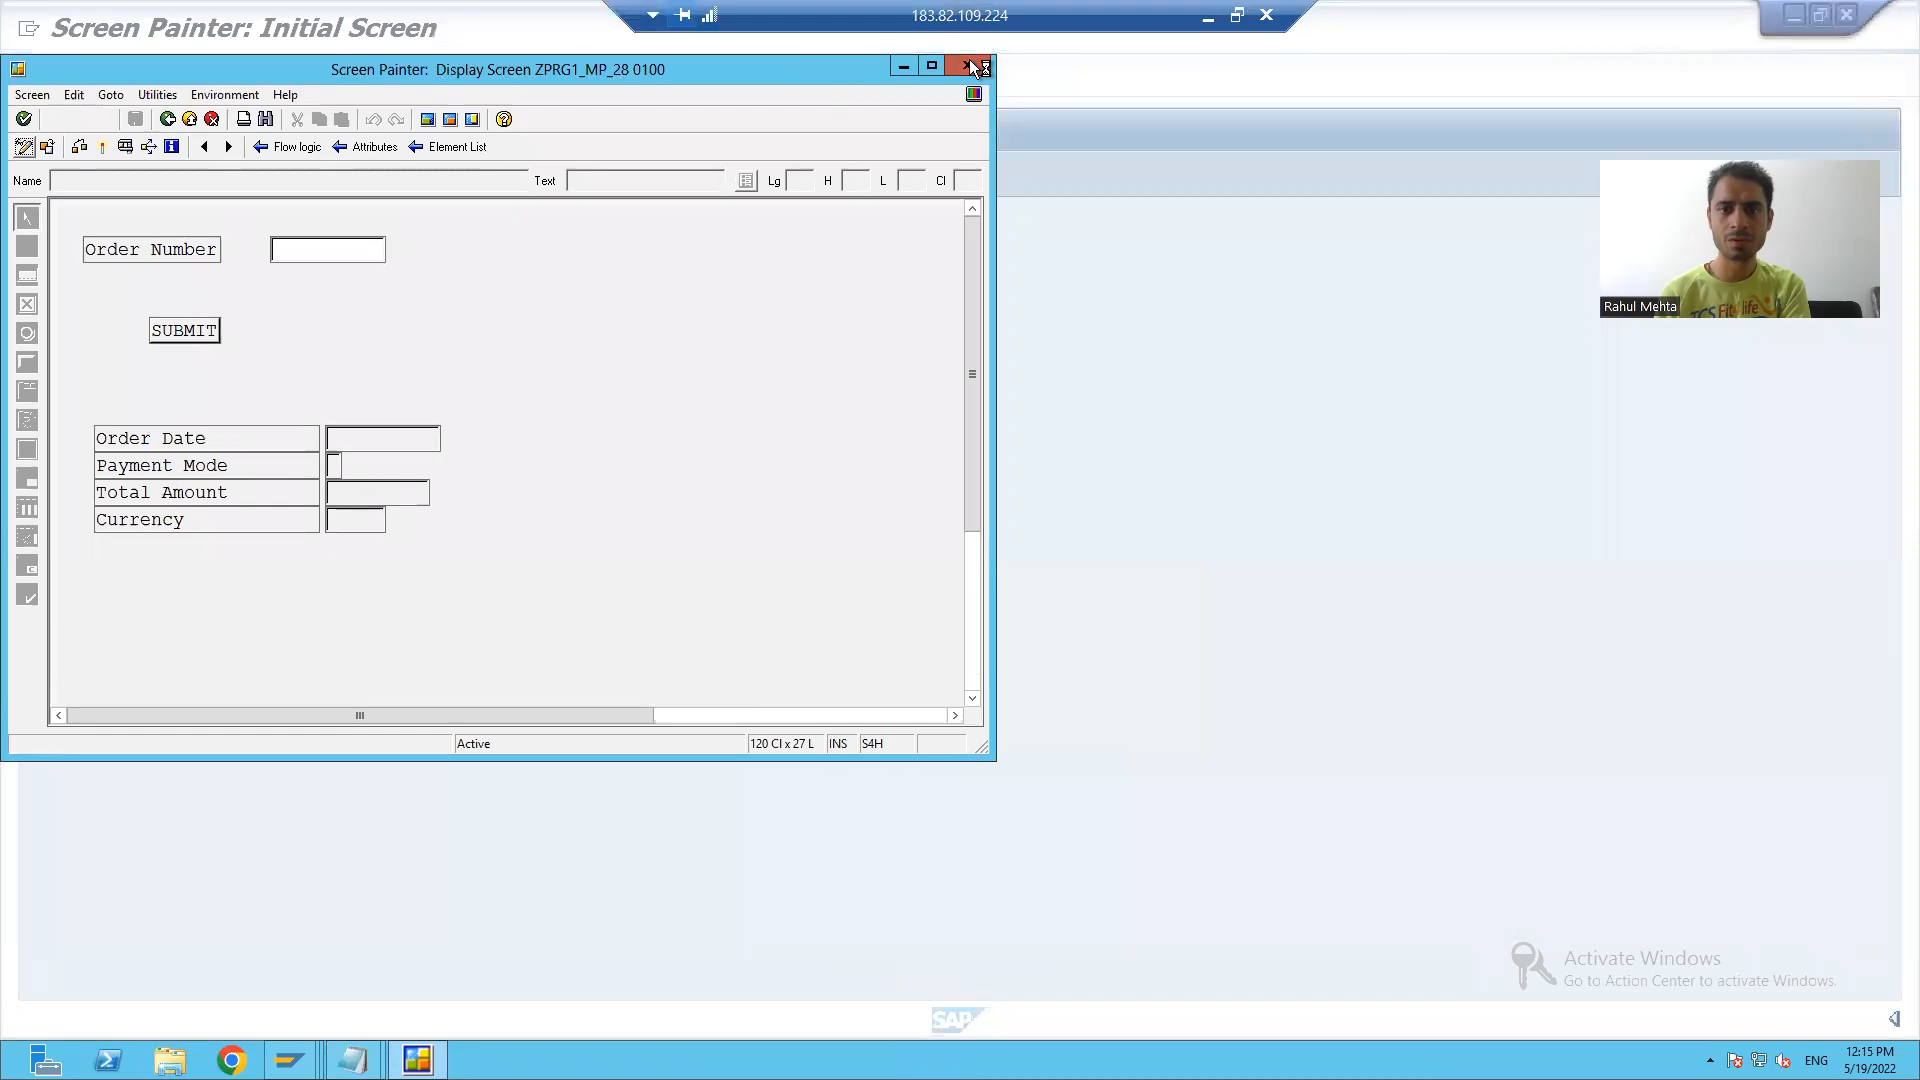 Screen Painter: Initial Screen
183.82.109.224
Screen Painter: Display Screen ZPRG1_MP_28 0100
Screen Edit Goto Utilities Environment Help
Flow logic Attributes Element List
Name Text Lg H L Cl
Order Number
SUBMIT
Order Date
Payment Mode
Total Amount
Currency
Active 120 Cl x 27 L INS S4H
Rahul Mehta
Activate Windows
Go to Action Center to activate Windows.
SAP
ENG 12:15 PM
5/19/2022